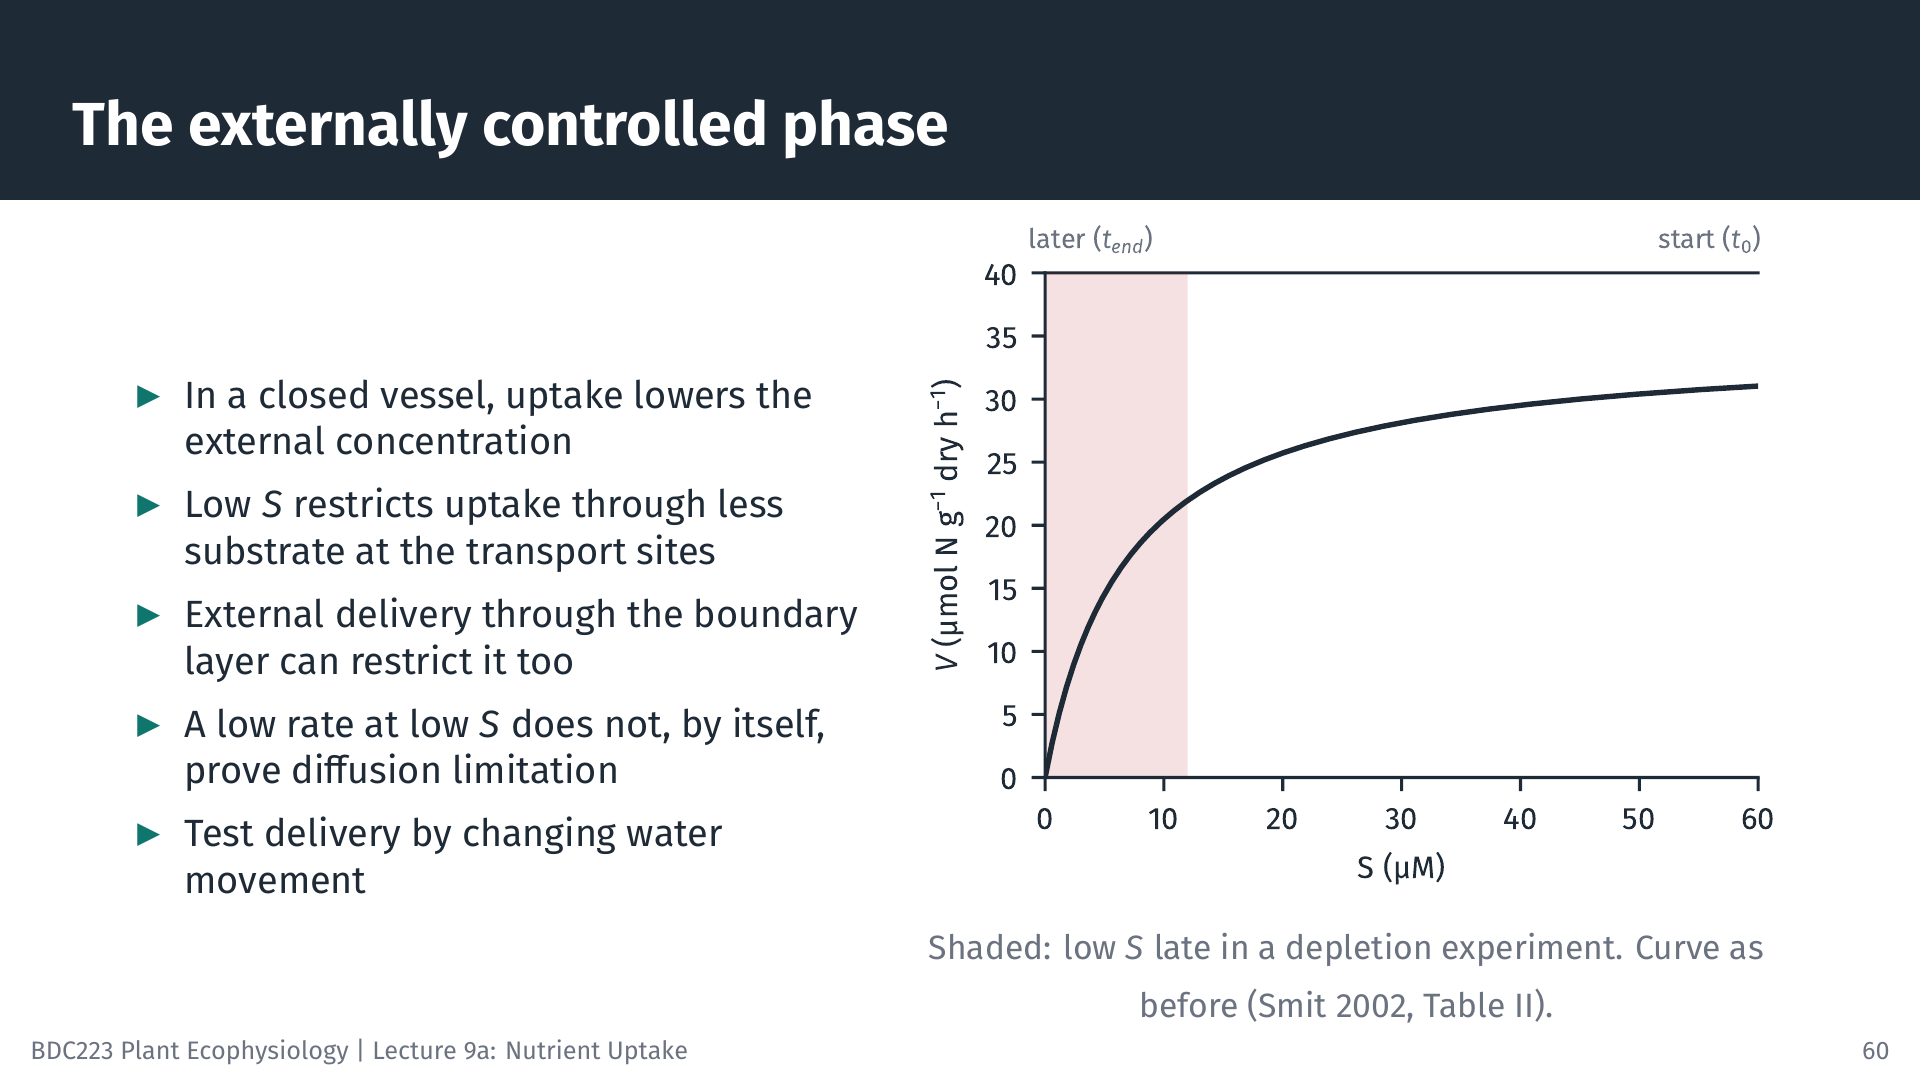 The externally controlled phase
▶ In a closed vessel, uptake lowers the
external concentration
▶ Low S restricts uptake through less
substrate at the transport sites
▶ External delivery through the boundary
layer can restrict it too
▶ A low rate at low S does not, by itself,
prove diffusion limitation
▶ Test delivery by changing water
movement
later (t_end)
start (t₀)
40
35
30
25
20
15
10
5
0
V (µmol N g⁻¹ dry h⁻¹)
0 10 20 30 40 50 60
S (µM)
Shaded: low S late in a depletion experiment. Curve as
before (Smit 2002, Table II).
BDC223 Plant Ecophysiology | Lecture 9a: Nutrient Uptake
60